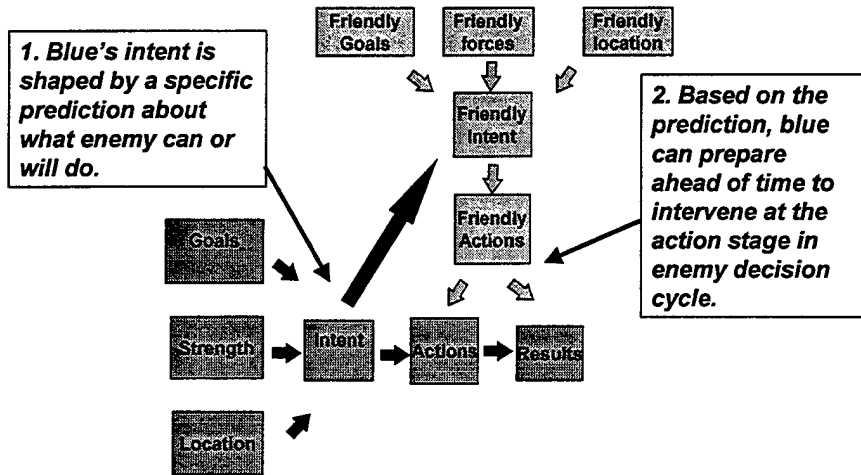 Friendly
Goals
Friendly
forces
Friendly
location
1. Blue's intent is
shaped by a specific
prediction about
what enemy can or
will do.
Friendly
Intent
2. Based on the
prediction, blue
can prepare
ahead of time to
intervene at the
action stage in
enemy decision
cycle.
Friendly
Actions
Goals
Strength
Intent
Actions
Results
Location